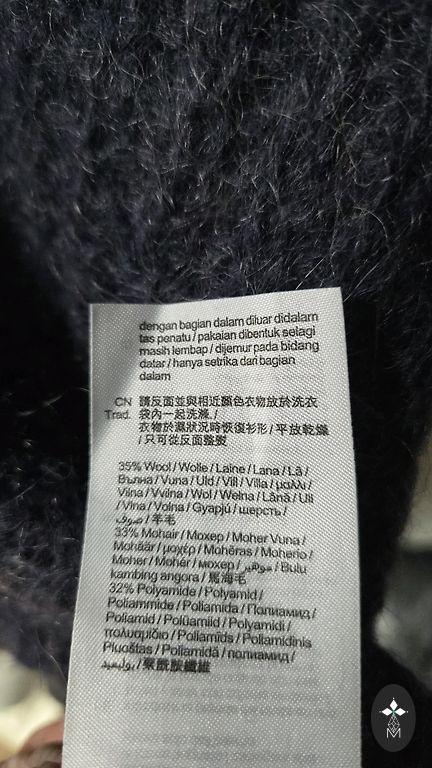 dengan bagian dalam diluar didalam
tas penatu / pakaian dibentuk selagi
masih lembap / dijemur pada bidang
datar / hanya setrika dari bagian
dalam
CN 請反面並與相近顏色衣物放於洗衣
Trad. 袋內一起洗滌. /
衣物於濕狀況時恢復衫形 / 平放乾燥
/ 只可從反面整熨
35% Wool / Wolle / Laine / Lana / Lã /
Вълна / Vuna / Uld / Vill / Villa / μαλλί /
Vilna / Vvilna / Wol / Wełna / Lână / Ull
/ Vlna / Volna / Gyapjú / шерсть /
صوف / 羊毛
33% Mohair / Мохер / Moher Vuna /
Mohäär / μοχέρ / Mohēras / Moherio /
Moher / Mohér / мохер / موهير / Bulu
kambing angora / 馬海毛
32% Polyamide / Polyamid /
Poliammide / Poliamida / Полиамид /
Poliamid / Polüamiid / Polyamidi /
πολυαμίδιο / Poliamīds / Poliamidinis
Pluoštas / Poliamidă / полиамид /
بوليميد / 聚酰胺纖維
M